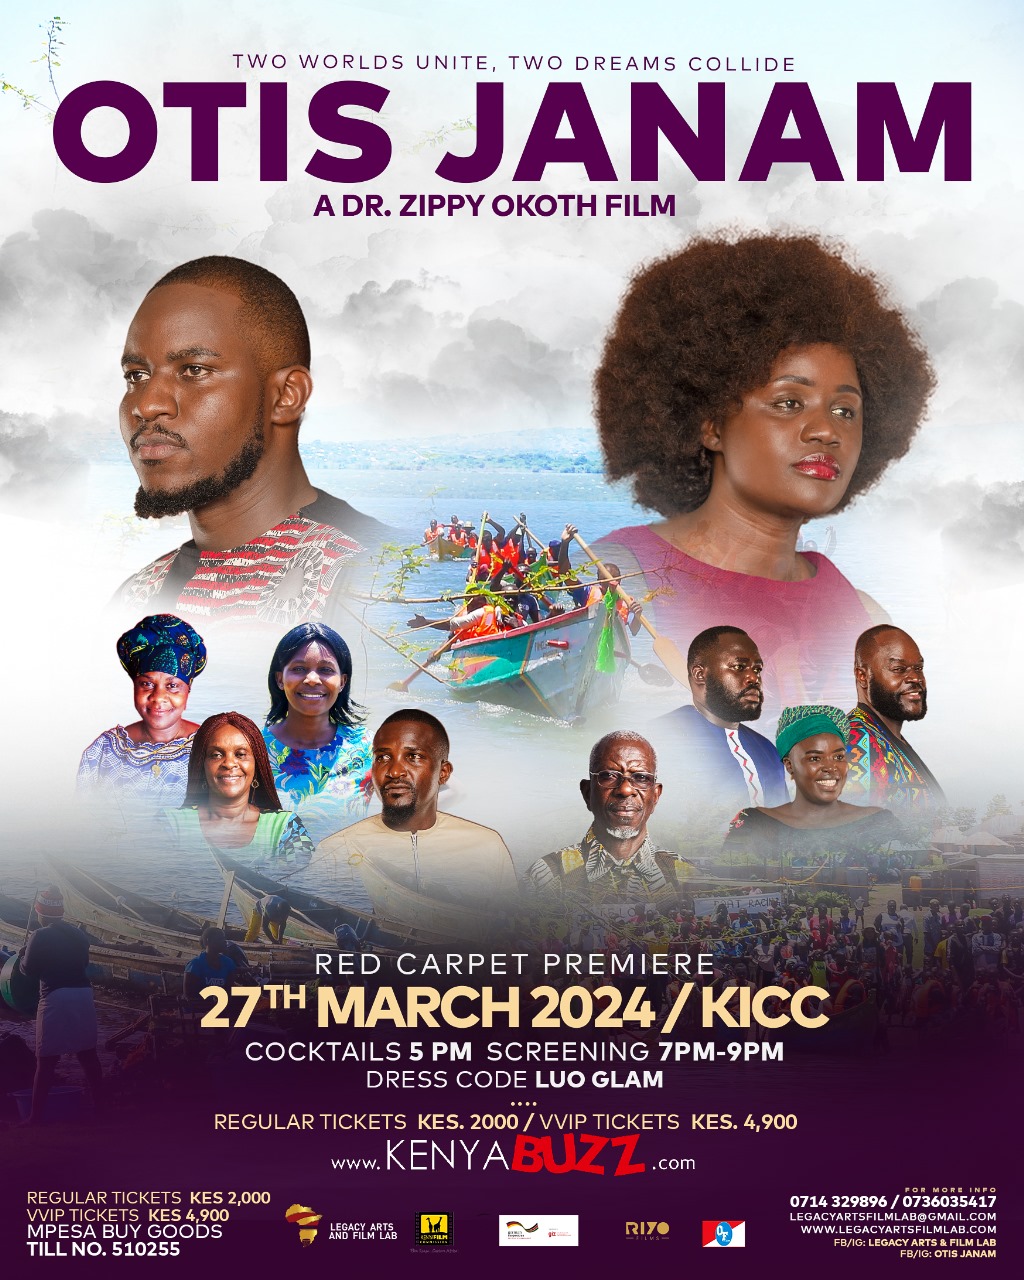 TWO WORLDS UNITE, TWO DREAMS COLLIDE
OTIS JANAM
A DR. ZIPPY OKOTH FILM
RED CARPET PREMIERE
27TH MARCH 2024 / KICC
COCKTAILS 5 PM SCREENING 7PM-9PM
DRESS CODE LUO GLAM
....
REGULAR TICKETS KES. 2000 / VVIP TICKETS KES. 4,900
www.KENYABUZZ.com
REGULAR TICKETS KES 2,000
VVIP TICKETS KES 4,900
MPESA BUY GOODS
TILL NO. 510255
LEGACY ARTS
AND FILM LAB
RIYO
FILMS
FOR MORE INFO
0714 329896 / 0736035417
LEGACYARTSFILMLAB@GMAIL.COM
WWW.LEGACYARTSFILMLAB.COM
FB/IG: LEGACY ARTS & FILM LAB
FB/IG: OTIS JANAM